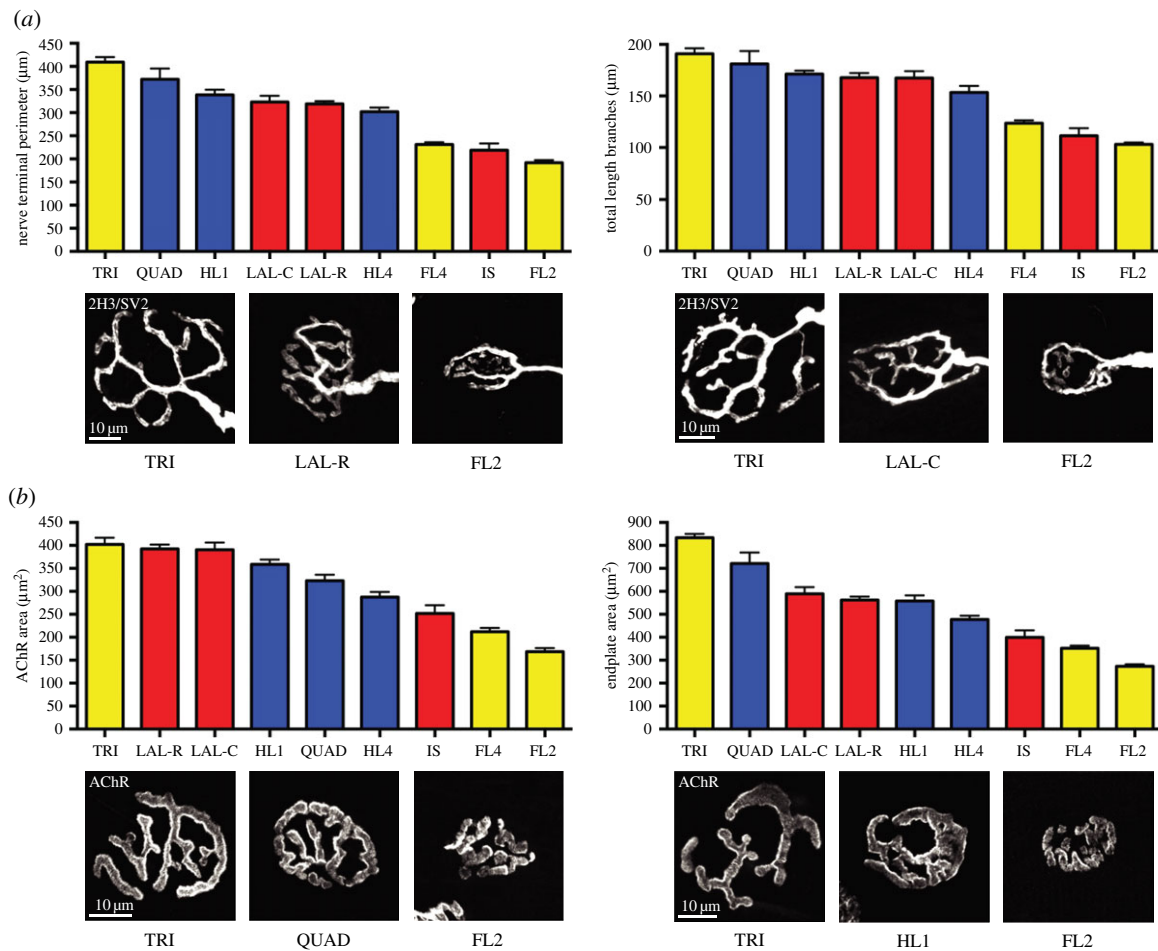 (a)
nerve terminal perimeter (µm)
450
400
350
300
250
200
150
100
50
0
TRI QUAD HL1 LAL-C LAL-R HL4 FL4 IS FL2
total length branches (µm)
200
150
100
50
0
TRI QUAD HL1 LAL-R LAL-C HL4 FL4 IS FL2
2H3/SV2
10 µm
TRI LAL-R FL2
2H3/SV2
10 µm
TRI LAL-C FL2
(b)
AChR area (µm²)
450
400
350
300
250
200
150
100
50
0
TRI LAL-R LAL-C HL1 QUAD HL4 IS FL4 FL2
endplate area (µm²)
900
800
700
600
500
400
300
200
100
0
TRI QUAD LAL-C LAL-R HL1 HL4 IS FL4 FL2
AChR
10 µm
TRI QUAD FL2
AChR
10 µm
TRI HL1 FL2